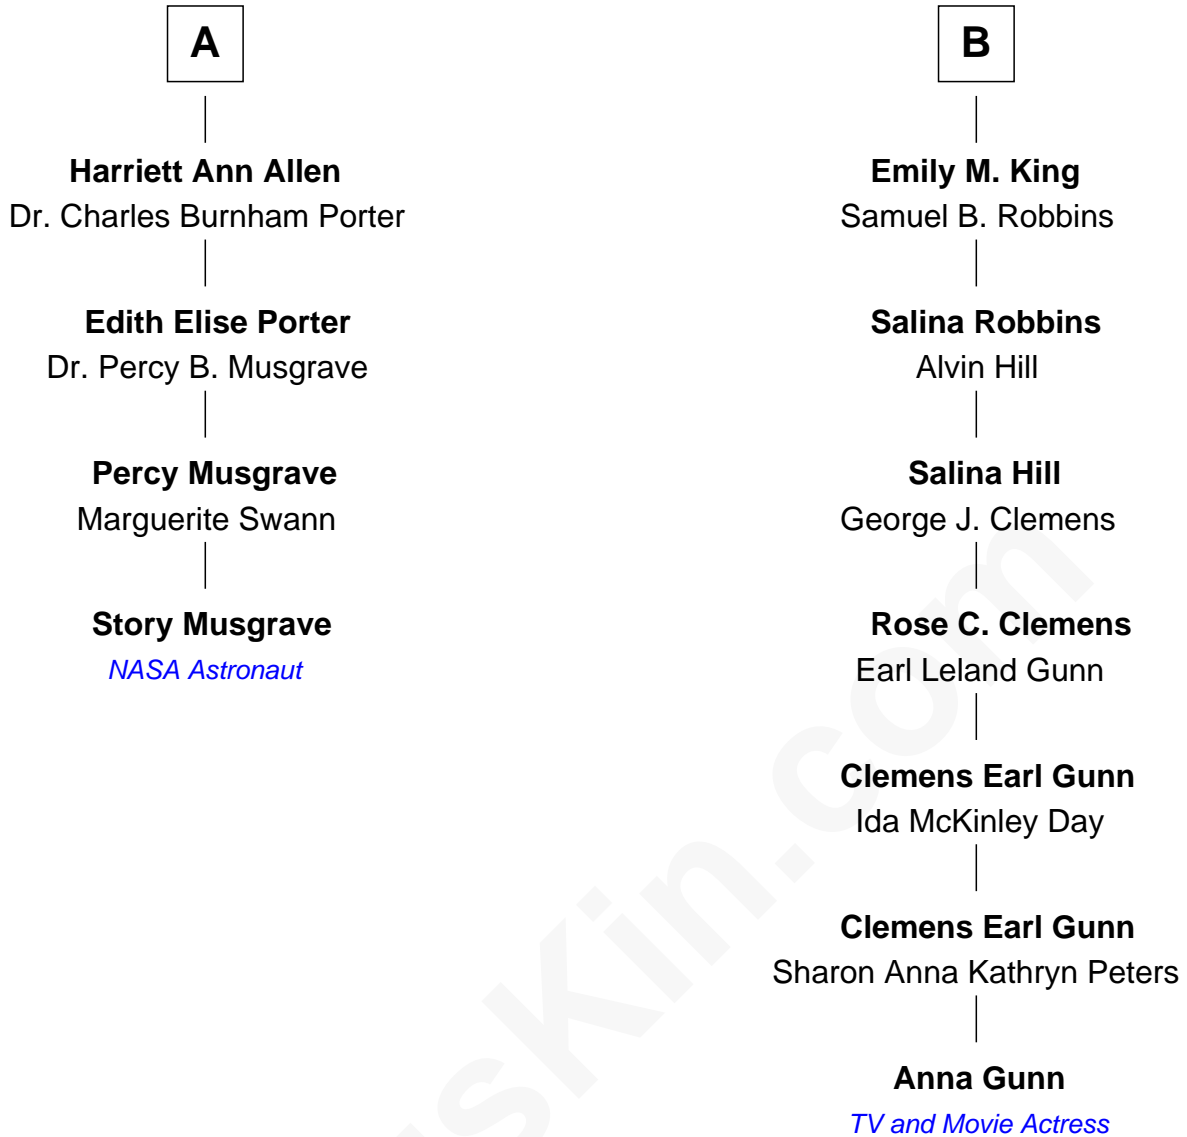 A
Harriett Ann Allen
Dr. Charles Burnham Porter
Edith Elise Porter
Dr. Percy B. Musgrave
Percy Musgrave
Marguerite Swann
Story Musgrave
NASA Astronaut
B
Emily M. King
Samuel B. Robbins
Salina Robbins
Alvin Hill
Salina Hill
George J. Clemens
Rose C. Clemens
Earl Leland Gunn
Clemens Earl Gunn
Ida McKinley Day
Clemens Earl Gunn
Sharon Anna Kathryn Peters
Anna Gunn
TV and Movie Actress